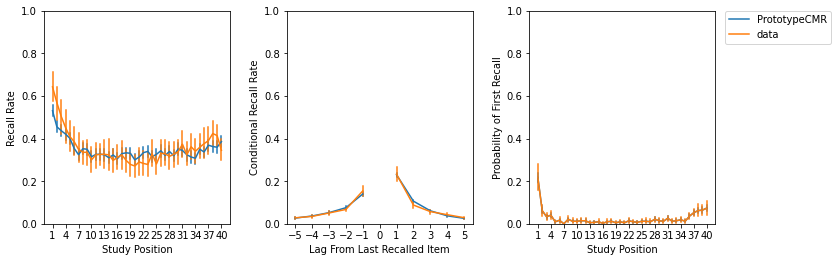 1.0
0.8
0.6
0.4
0.2
0.0
Recall Rate
1 4 7 10 13 16 19 22 25 28 31 34 37 40
Study Position
1.0
0.8
0.6
0.4
0.2
0.0
Conditional Recall Rate
−5 −4 −3 −2 −1 0 1 2 3 4 5
Lag From Last Recalled Item
1.0
0.8
0.6
0.4
0.2
0.0
Probability of First Recall
1 4 7 10 13 16 19 22 25 28 31 34 37 40
Study Position
PrototypeCMR
data